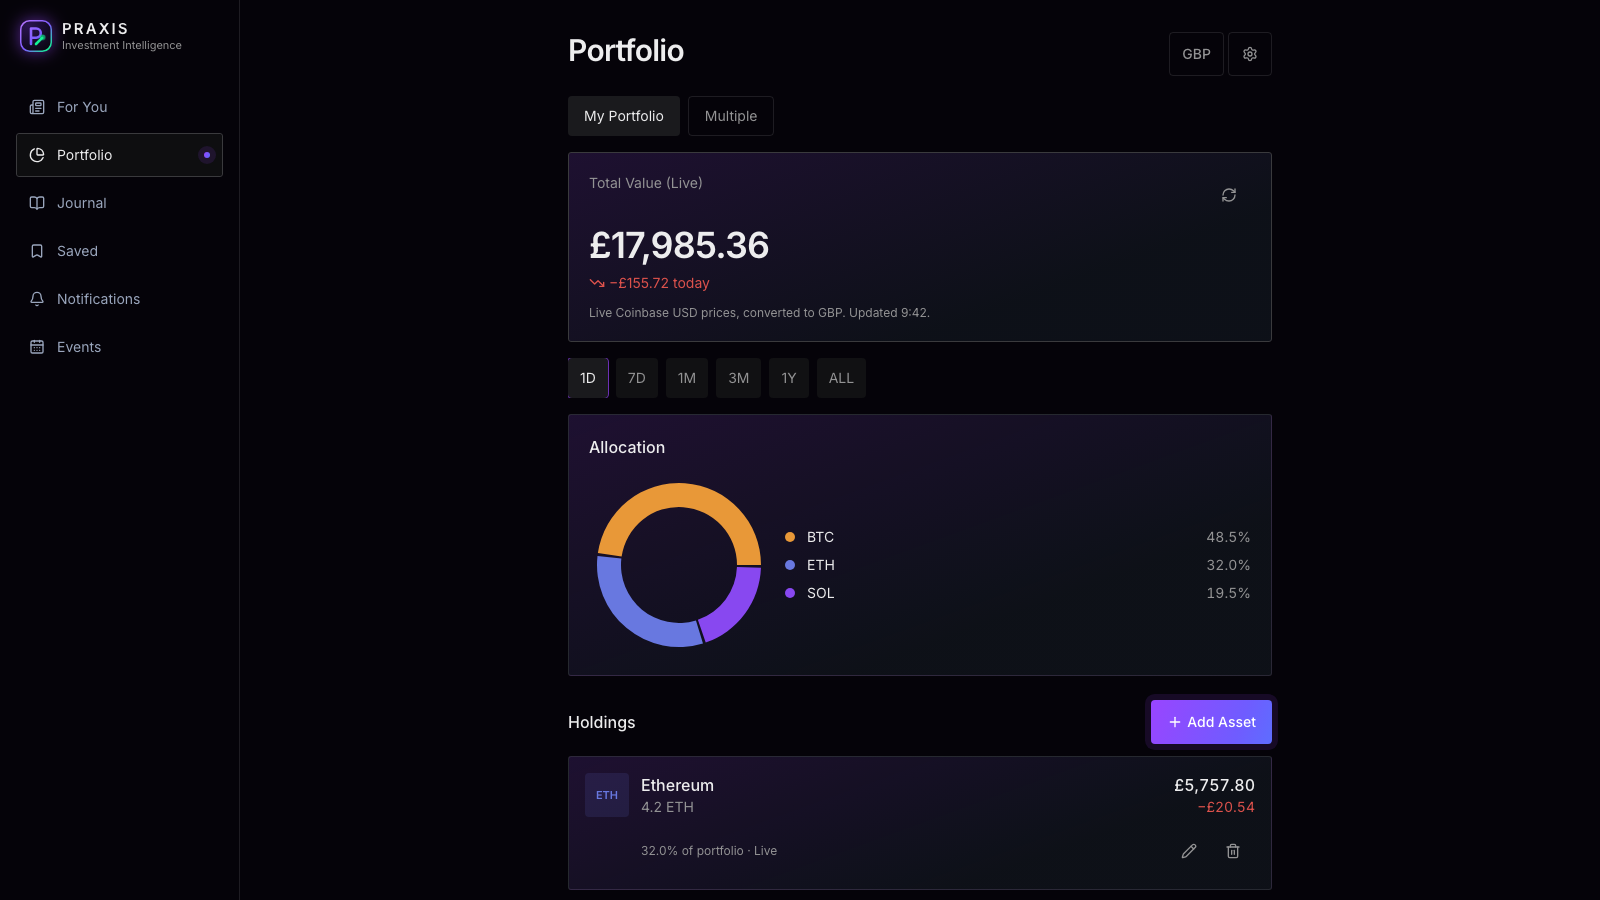 PRAXIS
Investment Intelligence
For You
Portfolio
Journal
Saved
Notifications
Events
Portfolio
GBP
My Portfolio
Multiple
Total Value (Live)
£17,985.36
−£155.72 today
Live Coinbase USD prices, converted to GBP. Updated 9:42.
1D
7D
1M
3M
1Y
ALL
Allocation
BTC 48.5%
ETH 32.0%
SOL 19.5%
Holdings
+ Add Asset
ETH
Ethereum
4.2 ETH
£5,757.80
−£20.54
32.0% of portfolio · Live